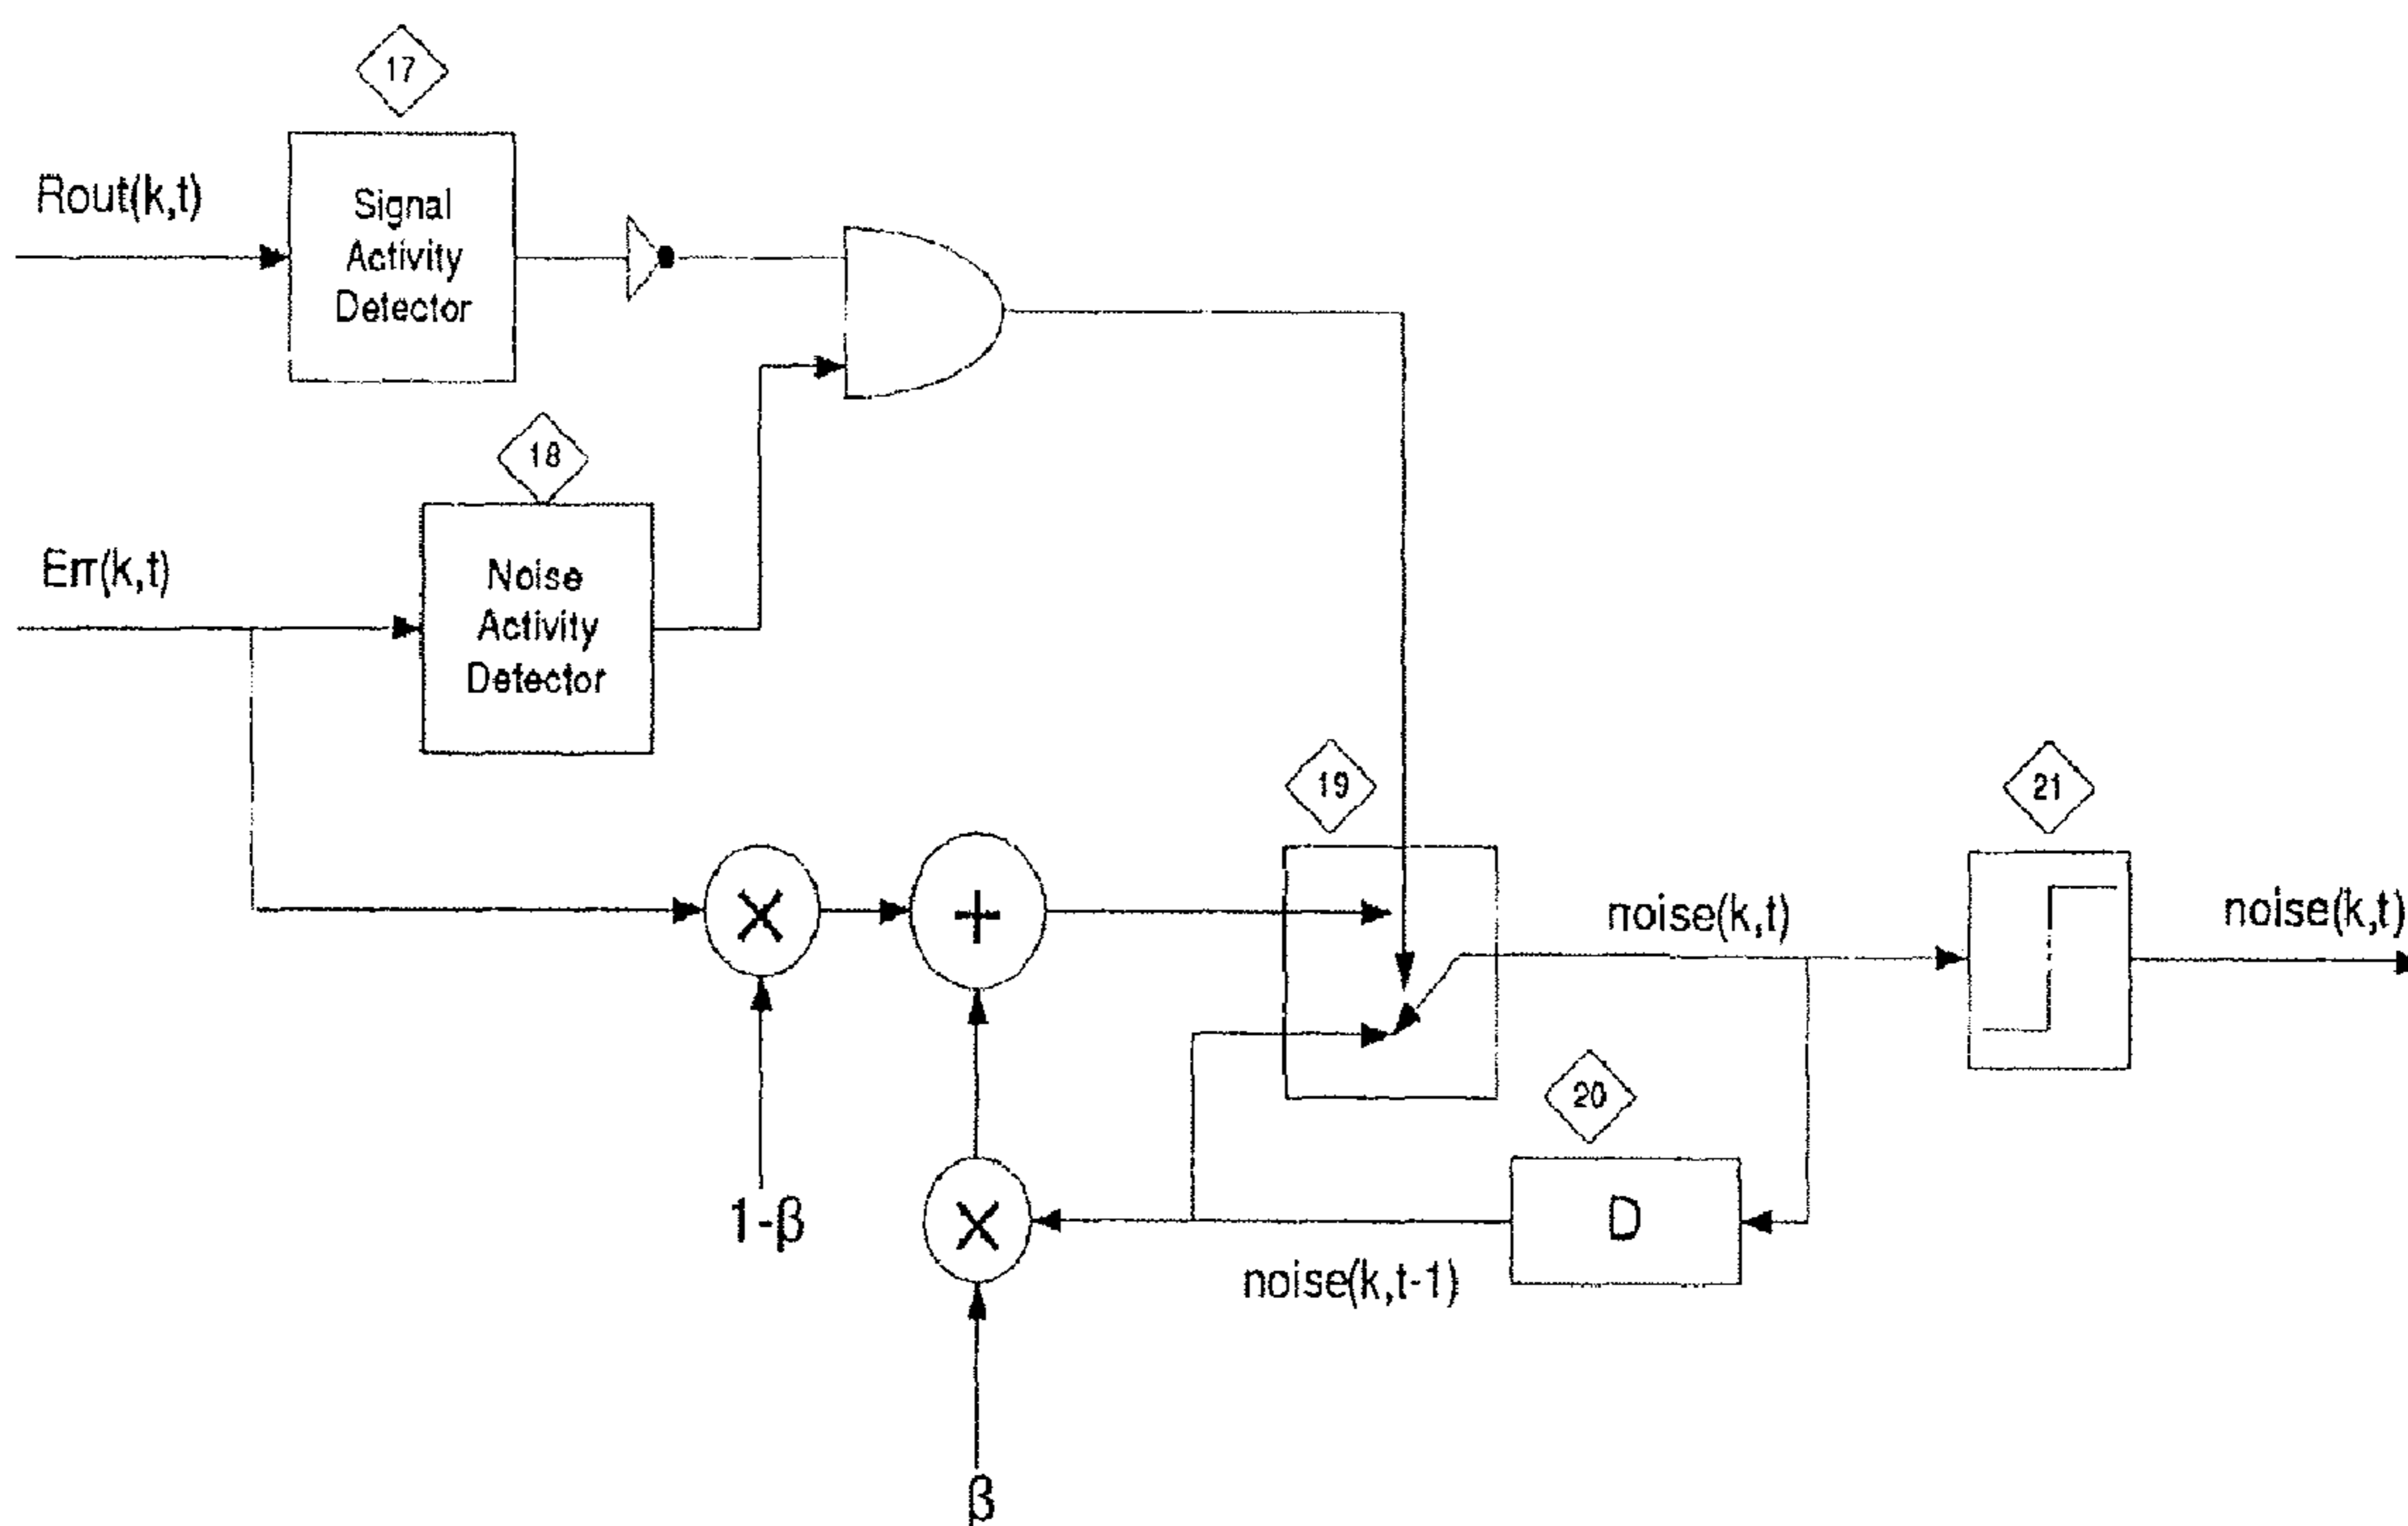 17
Rout(k,t)
Signal
Activity
Detector
18
Err(k,t)
Noise
Activity
Detector
19
21
×
+
noise(k,t)
noise(k,t)
20
1-β
×
D
noise(k,t-1)
β